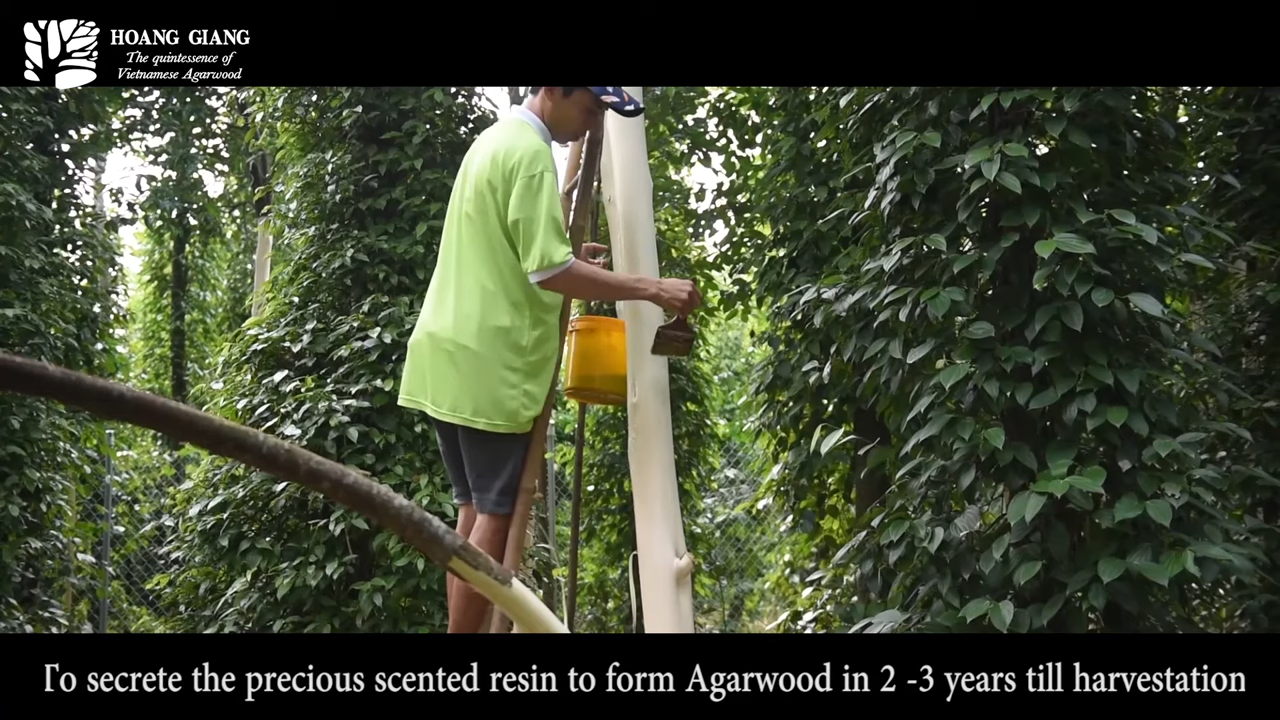 HOANG GIANG
The quintessence of
Vietnamese Agarwood
To secrete the precious scented resin to form Agarwood in 2 -3 years till harvestation